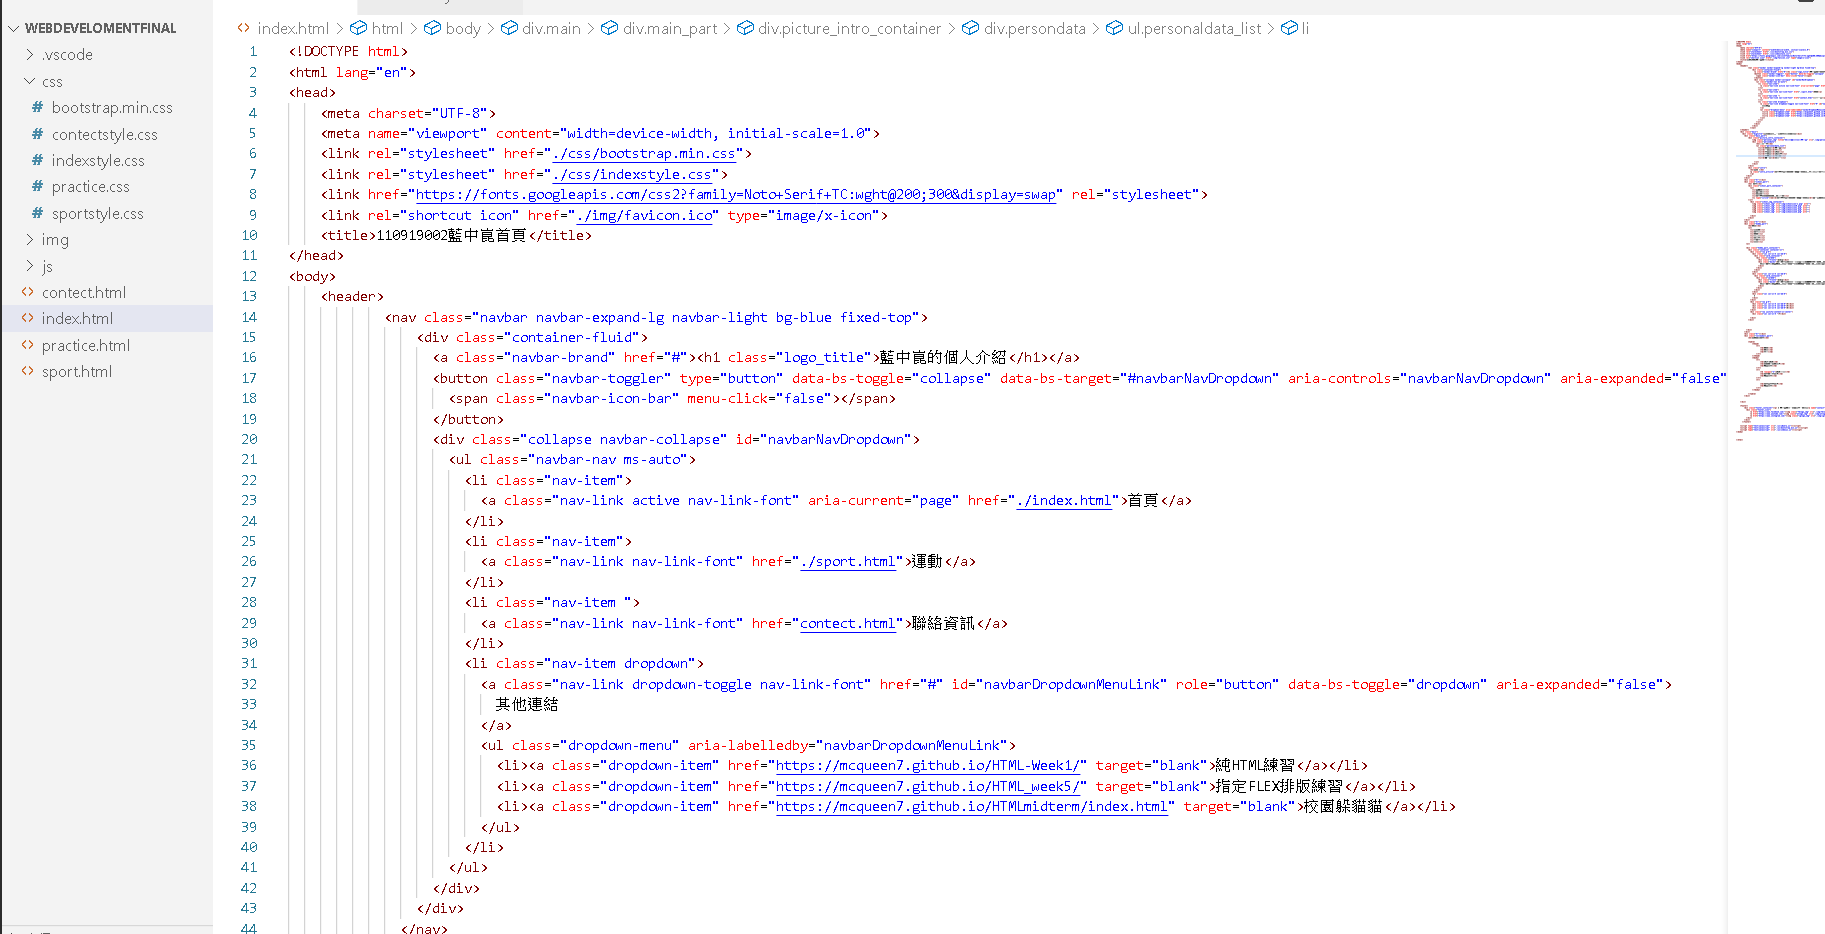 WEBDEVELOMENTFINAL
.vscode
css
bootstrap.min.css
contectstyle.css
indexstyle.css
practice.css
sportstyle.css
img
js
contect.html
index.html
practice.html
sport.html
index.html > html > body > div.main > div.main_part > div.picture_intro_container > div.persondata > ul.personaldata_list > li
1 <!DOCTYPE html>
2 <html lang="en">
3 <head>
4 <meta charset="UTF-8">
5 <meta name="viewport" content="width=device-width, initial-scale=1.0">
6 <link rel="stylesheet" href="./css/bootstrap.min.css">
7 <link rel="stylesheet" href="./css/indexstyle.css">
8 <link href="https://fonts.googleapis.com/css2?family=Noto+Serif+TC:wght@200;300&display=swap" rel="stylesheet">
9 <link rel="shortcut icon" href="./img/favicon.ico" type="image/x-icon">
10 <title>110919002藍中崑首頁</title>
11 </head>
12 <body>
13 <header>
14 <nav class="navbar navbar-expand-lg navbar-light bg-blue fixed-top">
15 <div class="container-fluid">
16 <a class="navbar-brand" href="#"><h1 class="logo_title">藍中崑的個人介紹</h1></a>
17 <button class="navbar-toggler" type="button" data-bs-toggle="collapse" data-bs-target="#navbarNavDropdown" aria-controls="navbarNavDropdown" aria-expanded="false"
18 <span class="navbar-icon-bar" menu-click="false"></span>
19 </button>
20 <div class="collapse navbar-collapse" id="navbarNavDropdown">
21 <ul class="navbar-nav ms-auto">
22 <li class="nav-item">
23 <a class="nav-link active nav-link-font" aria-current="page" href="./index.html">首頁</a>
24 </li>
25 <li class="nav-item">
26 <a class="nav-link nav-link-font" href="./sport.html">運動</a>
27 </li>
28 <li class="nav-item ">
29 <a class="nav-link nav-link-font" href="contect.html">聯絡資訊</a>
30 </li>
31 <li class="nav-item dropdown">
32 <a class="nav-link dropdown-toggle nav-link-font" href="#" id="navbarDropdownMenuLink" role="button" data-bs-toggle="dropdown" aria-expanded="false">
33 其他連結
34 </a>
35 <ul class="dropdown-menu" aria-labelledby="navbarDropdownMenuLink">
36 <li><a class="dropdown-item" href="https://mcqueen7.github.io/HTML-Week1/" target="blank">純HTML練習</a></li>
37 <li><a class="dropdown-item" href="https://mcqueen7.github.io/HTML_week5/" target="blank">指定FLEX排版練習</a></li>
38 <li><a class="dropdown-item" href="https://mcqueen7.github.io/HTMLmidterm/index.html" target="blank">校園躲貓貓</a></li>
39 </ul>
40 </li>
41 </ul>
42 </div>
43 </div>
44 </nav>